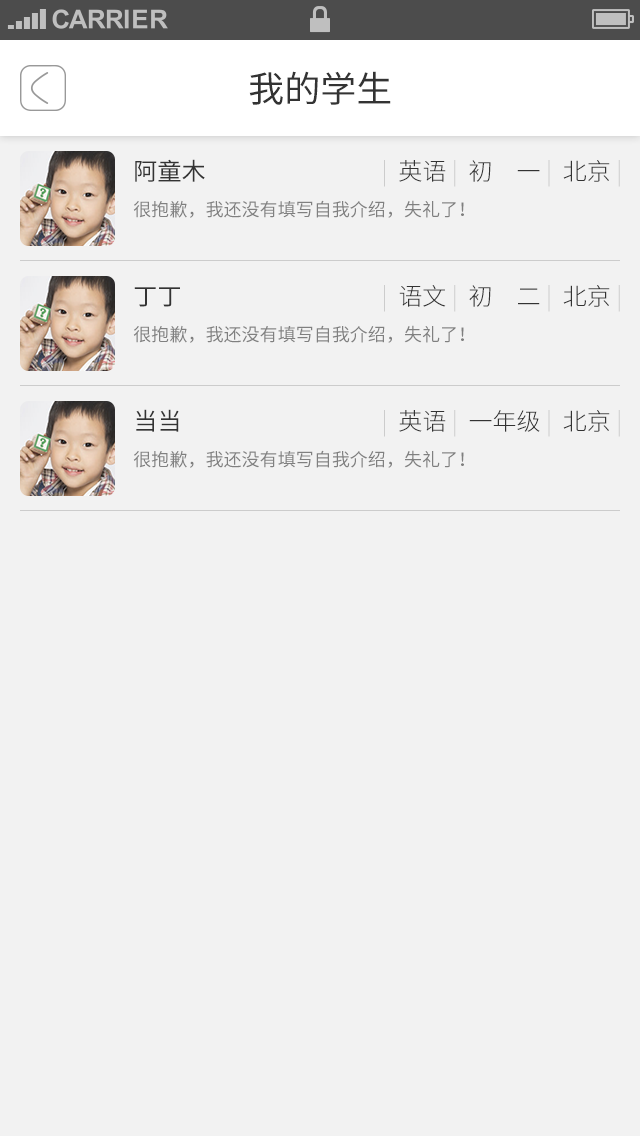 CARRIER
我的学生
阿童木 英语 初 一 北京
很抱歉，我还没有填写自我介绍，失礼了！
丁丁 语文 初 二 北京
很抱歉，我还没有填写自我介绍，失礼了！
当当 英语 一年级 北京
很抱歉，我还没有填写自我介绍，失礼了！